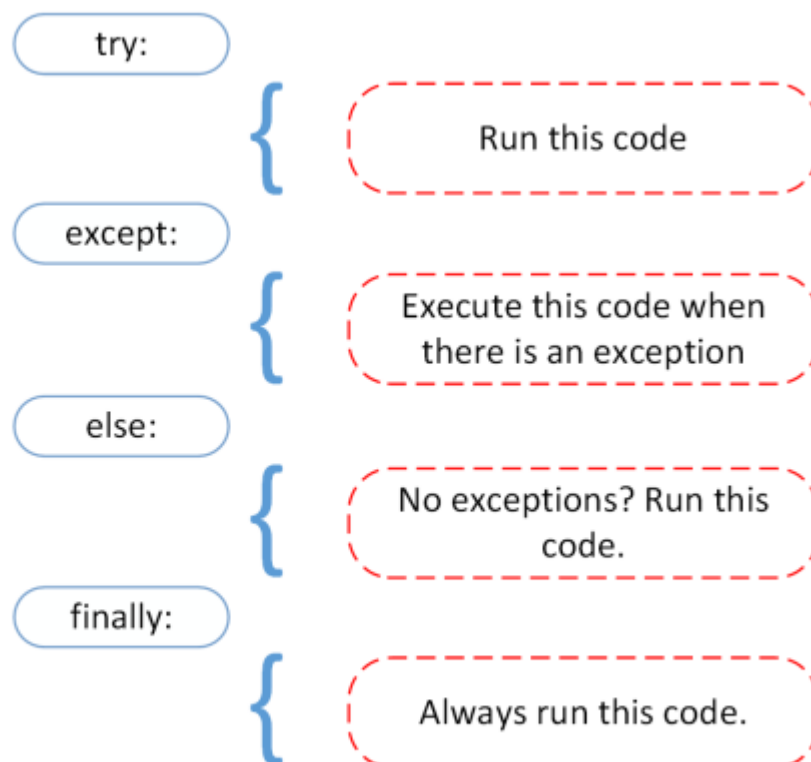 try:
{
Run this code
except:
{
Execute this code when
there is an exception
else:
{
No exceptions? Run this
code.
finally:
{
Always run this code.